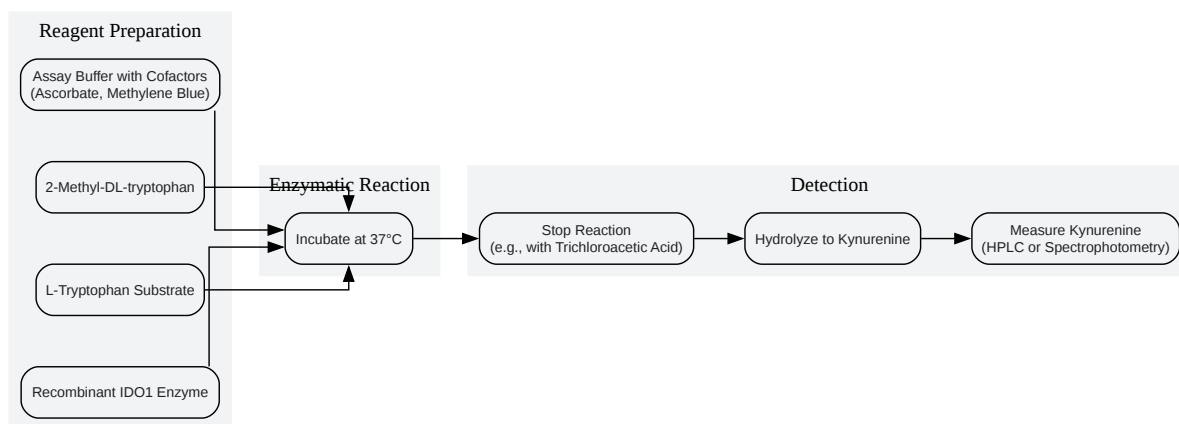 Reagent Preparation
Assay Buffer with Cofactors
(Ascorbate, Methylene Blue)
2-Methyl-DL-tryptophan
L-Tryptophan Substrate
Recombinant IDO1 Enzyme
Enzymatic Reaction
Incubate at 37°C
Detection
Stop Reaction
(e.g., with Trichloroacetic Acid)
Hydrolyze to Kynurenine
Measure Kynurenine
(HPLC or Spectrophotometry)